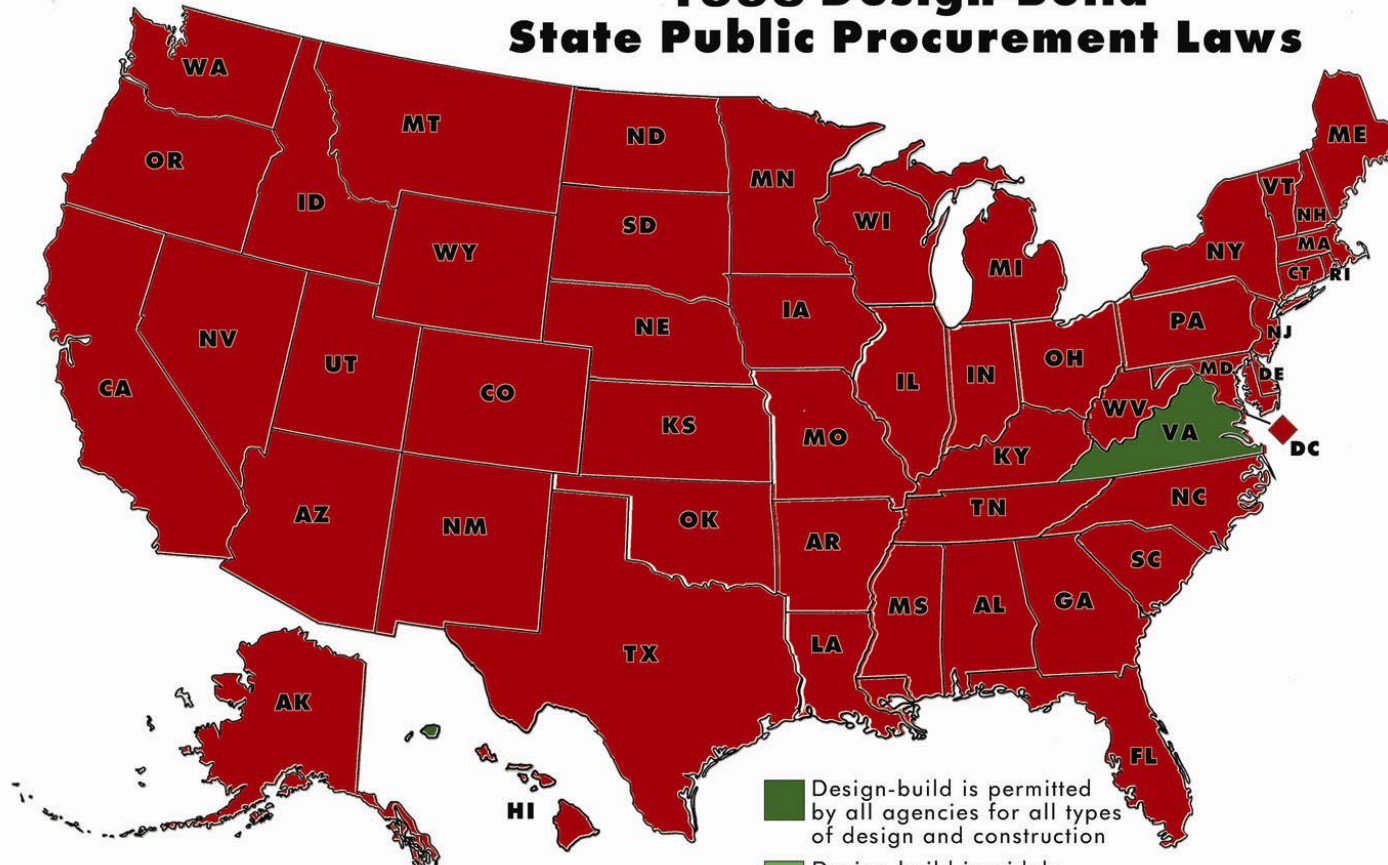 State Public Procurement Laws
WA
MT
ND
MN
ME
OR
ID
SD
WI
VT
NH
WY
MI
NY
MA
CT
RI
IA
NE
PA
NJ
NV
UT
CO
IL
IN
OH
MD
DE
CA
KS
MO
WV
VA
KY
DC
AZ
NM
OK
AR
TN
NC
SC
MS
AL
GA
TX
LA
AK
FL
HI
Design-build is permitted
by all agencies for all types
of design and construction